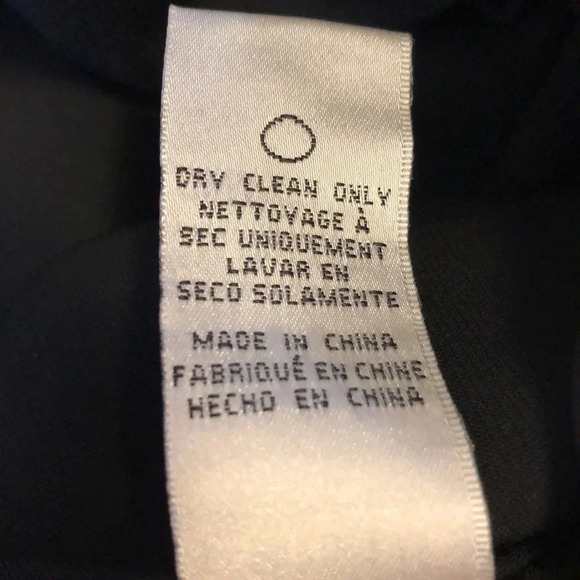 DRY CLEAN ONLY
NETTOYAGE À
SEC UNIQUEMENT
LAVAR EN
SECO SOLAMENTE
MADE IN CHINA
FABRIQUÉ EN CHINE
HECHO EN CHINA